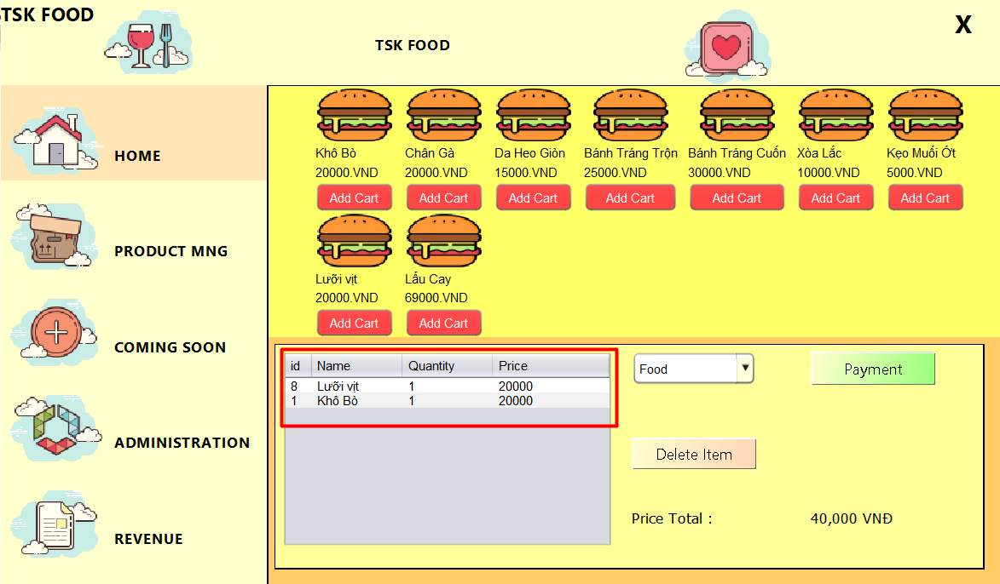 TSK FOOD
TSK FOOD
X
HOME
PRODUCT MNG
COMING SOON
ADMINISTRATION
REVENUE
Khô Bò Chân Gà Da Heo Giòn Bánh Tráng Trộn Bánh Tráng Cuốn Xòa Lắc Kẹo Muối Ớt
20000.VND 20000.VND 15000.VND 25000.VND 30000.VND 10000.VND 5000.VND
Add Cart Add Cart Add Cart Add Cart Add Cart Add Cart Add Cart
Lưỡi vịt Lẩu Cay
20000.VND 69000.VND
Add Cart Add Cart
id Name Quantity Price
8 Lưỡi vịt 1 20000
1 Khô Bò 1 20000
Food
Payment
Delete Item
Price Total : 40,000 VNĐ